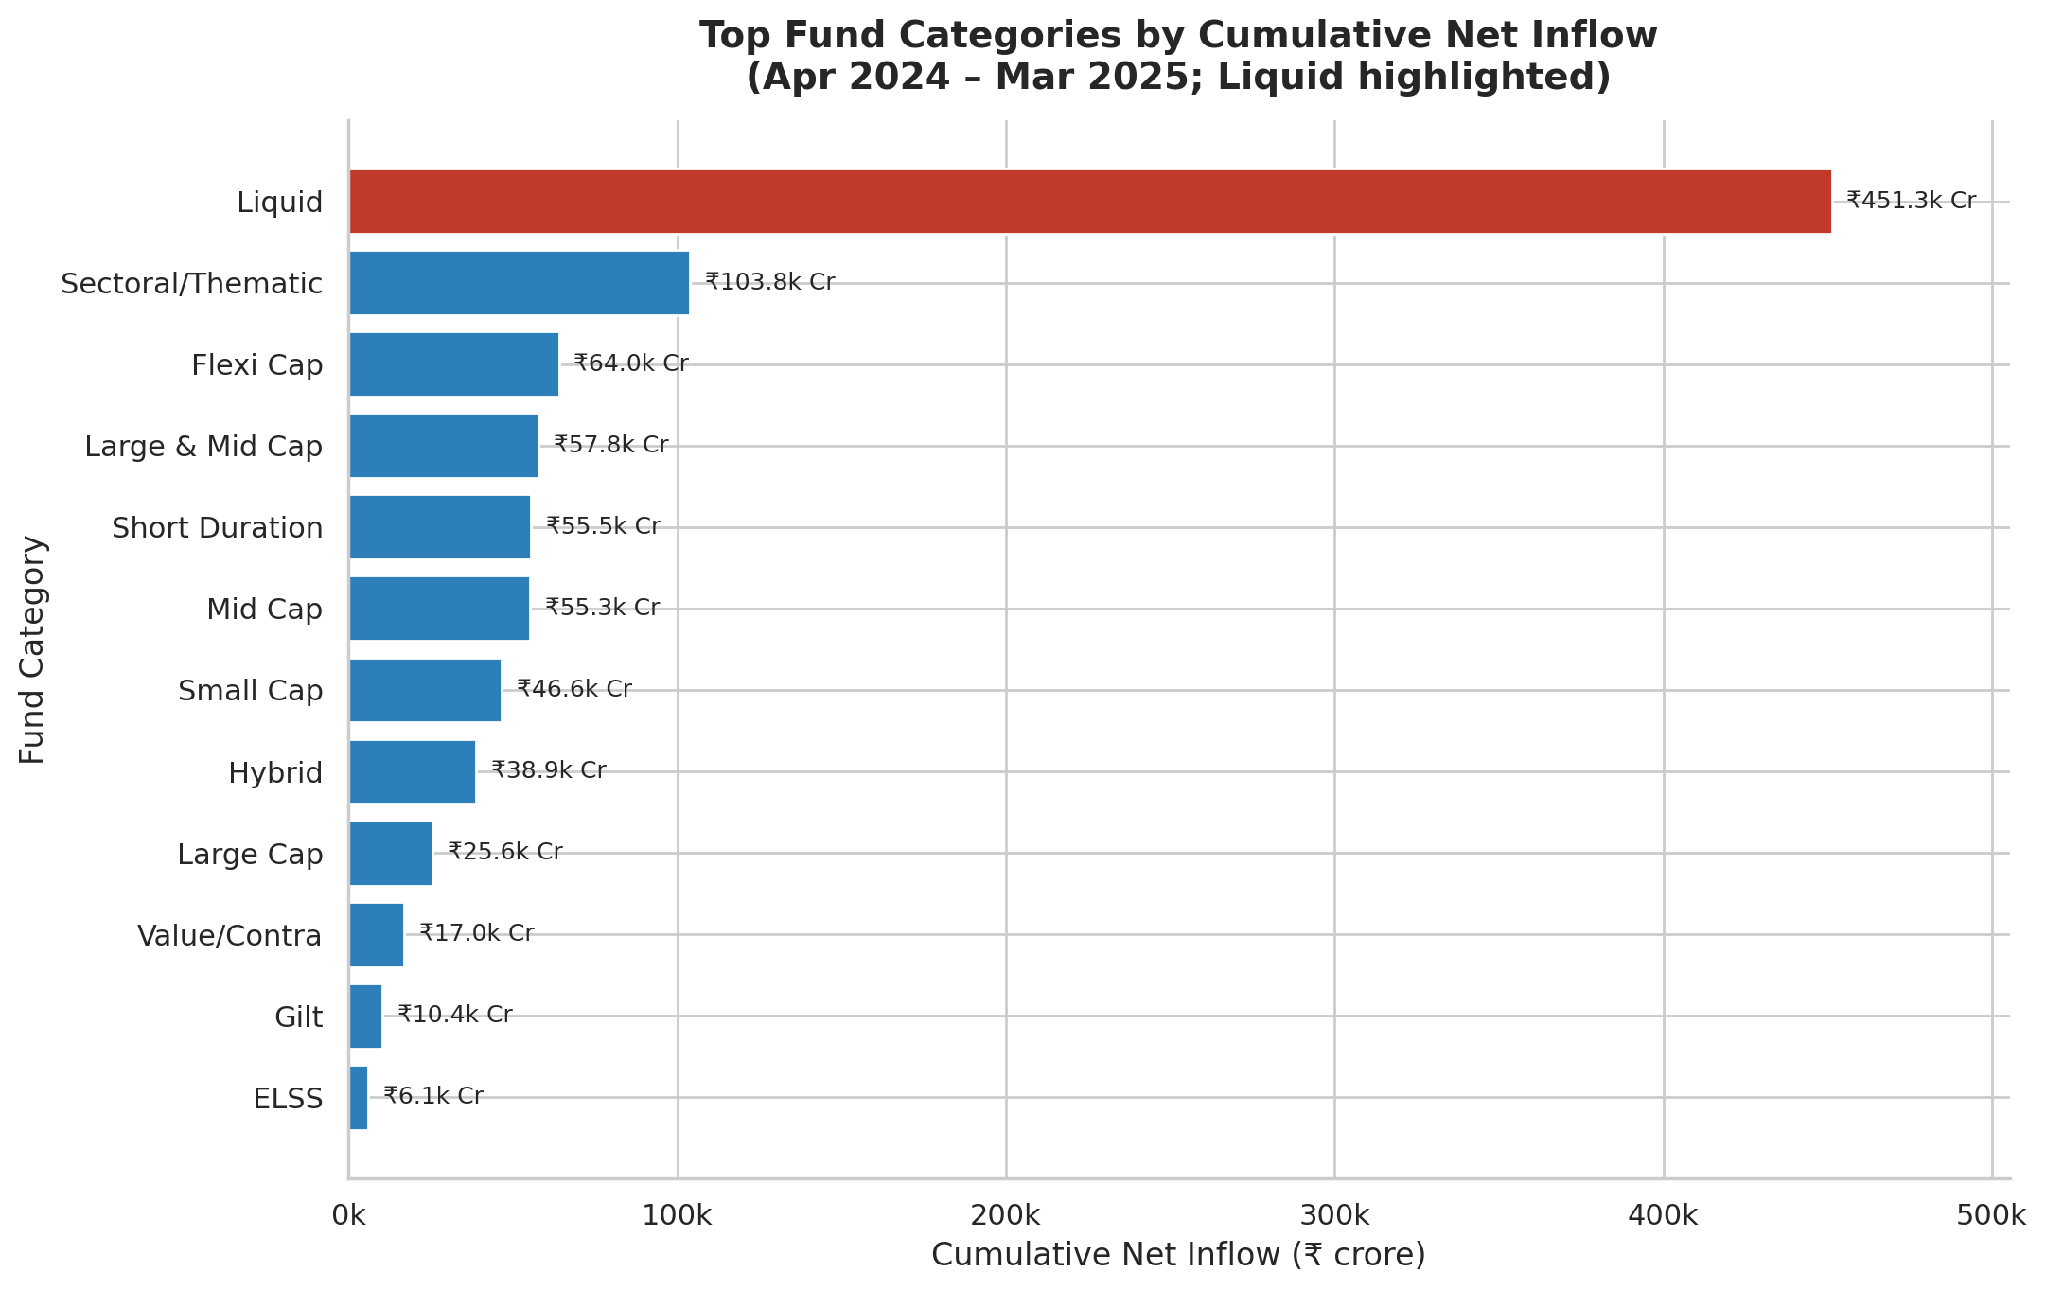 Top Fund Categories by Cumulative Net Inflow
(Apr 2024 – Mar 2025; Liquid highlighted)
Fund Category
Liquid ₹451.3k Cr
Sectoral/Thematic ₹103.8k Cr
Flexi Cap ₹64.0k Cr
Large & Mid Cap ₹57.8k Cr
Short Duration ₹55.5k Cr
Mid Cap ₹55.3k Cr
Small Cap ₹46.6k Cr
Hybrid ₹38.9k Cr
Large Cap ₹25.6k Cr
Value/Contra ₹17.0k Cr
Gilt ₹10.4k Cr
ELSS ₹6.1k Cr
0k 100k 200k 300k 400k 500k
Cumulative Net Inflow (₹ crore)